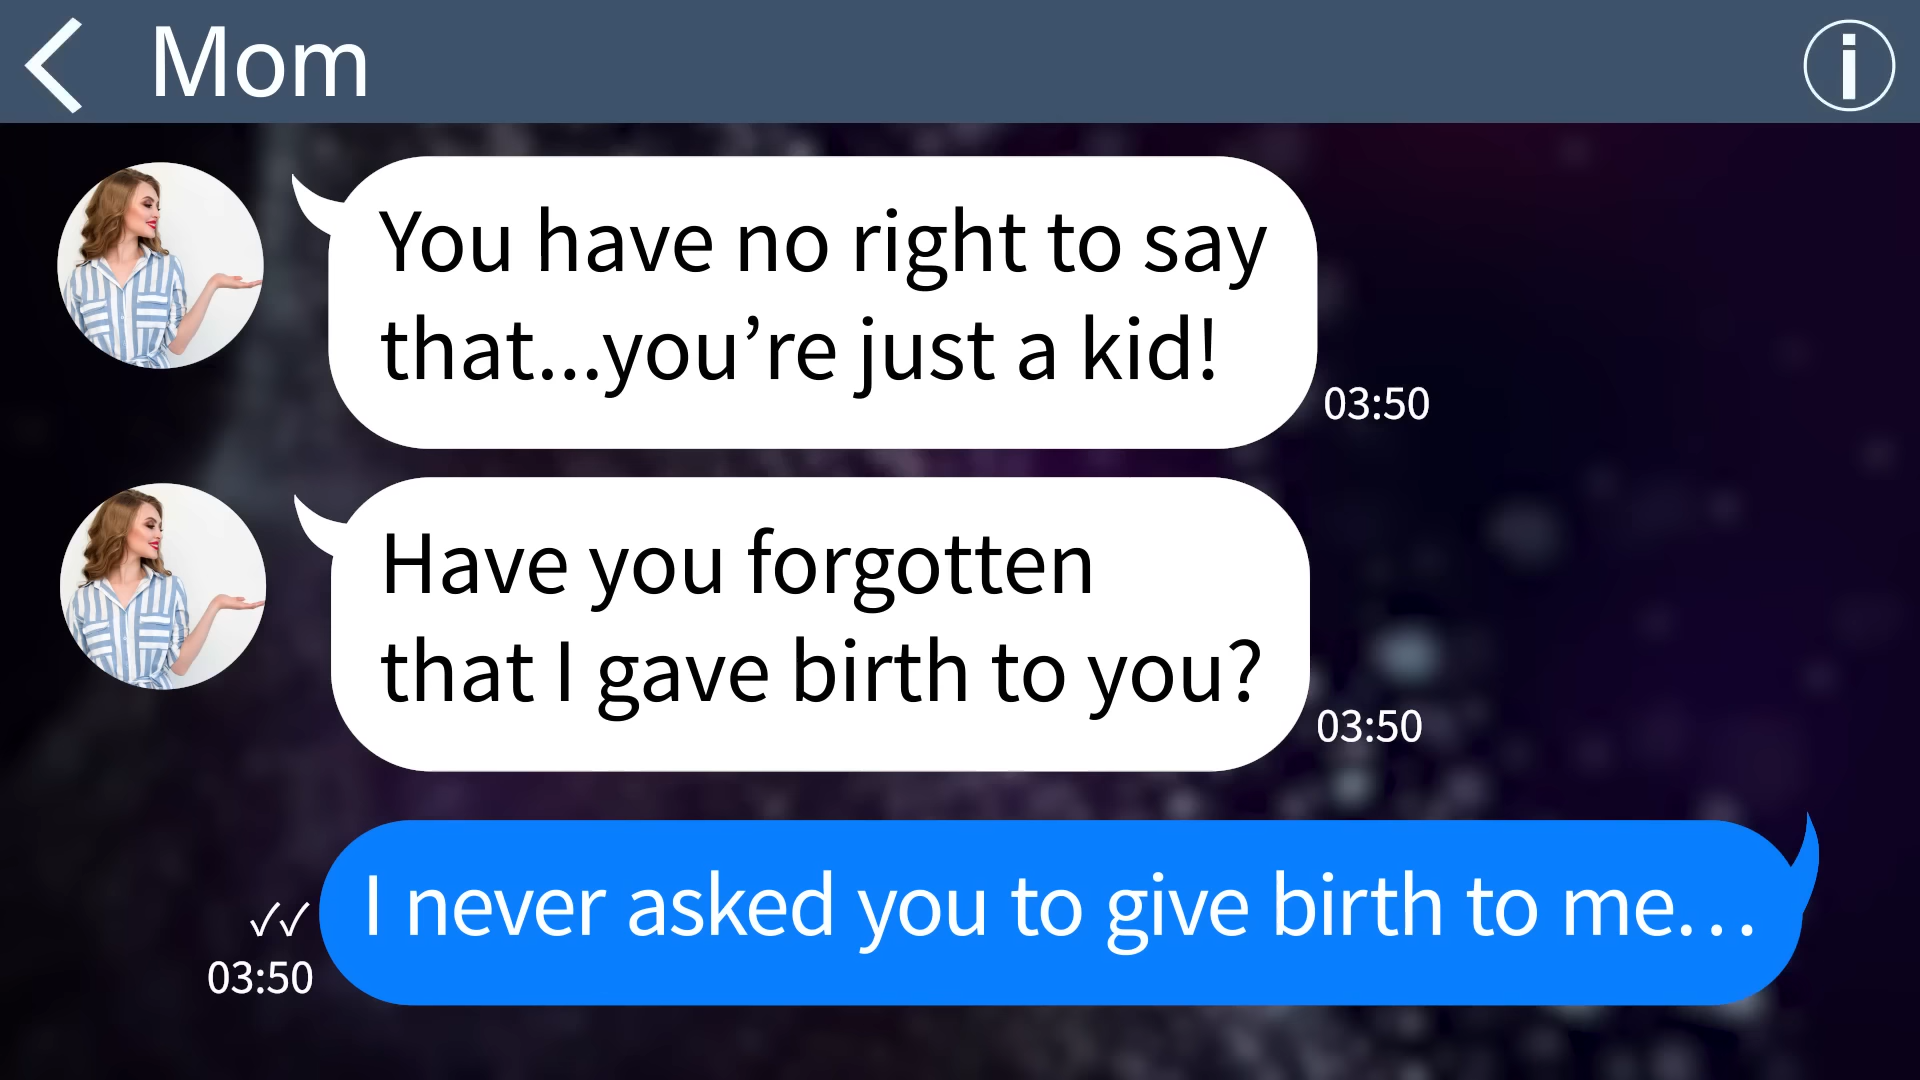 Mom
You have no right to say
that...you’re just a kid!
03:50
Have you forgotten
that I gave birth to you?
03:50
I never asked you to give birth to me…
✓✓
03:50